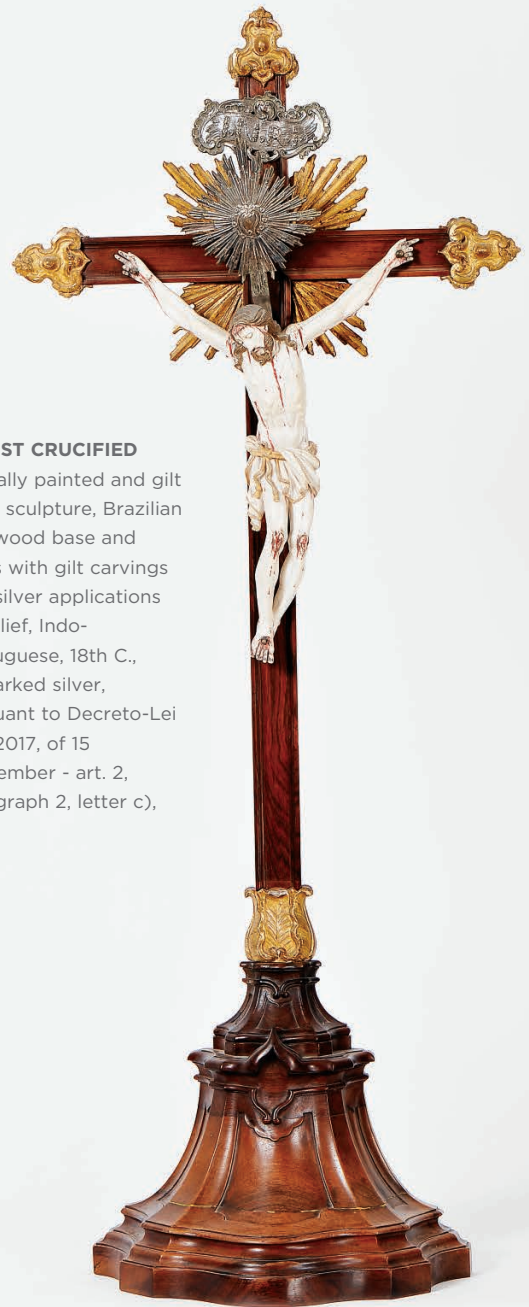 ST CRUCIFIED
ally painted and gilt
sculpture, Brazilian
wood base and
s with gilt carvings
silver applications
lief, Indo-
uguese, 18th C.,
arked silver,
uant to Decreto-Lei
2017, of 15
ember - art. 2,
graph 2, letter c),